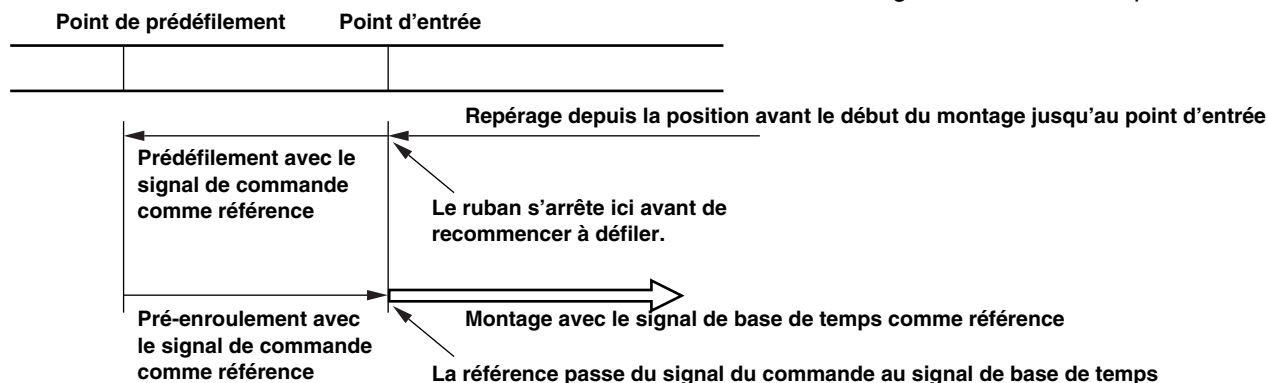 Point de prédéfilement Point d'entrée
Repérage depuis la position avant le début du montage jusqu'au point d'entrée
Prédéfilement avec le
signal de commande
comme référence
Le ruban s'arrête ici avant de
recommencer à défiler.
Pré-enroulement avec
le signal de commande
comme référence
Montage avec le signal de base de temps comme référence
La référence passe du signal du commande au signal de base de temps